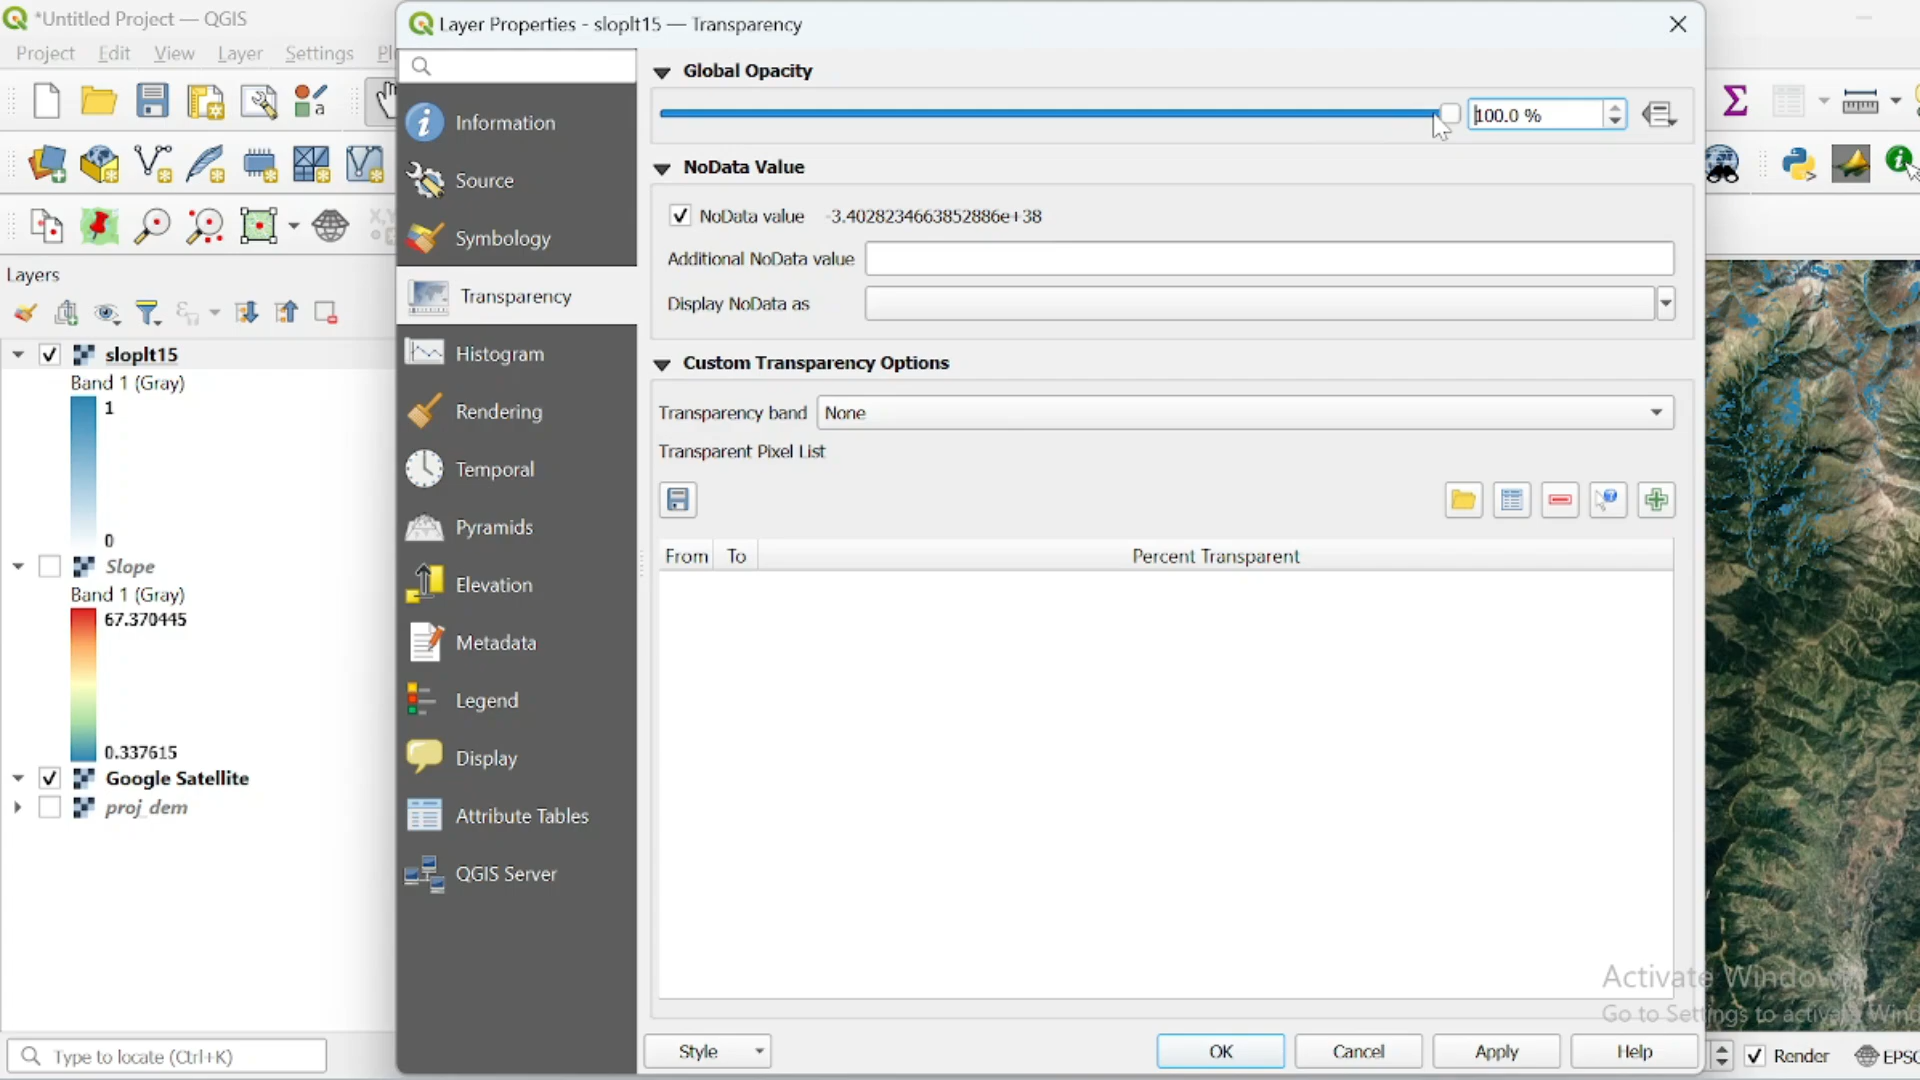 *Untitled Project — QGIS
Project Edit View Layer Settings
Layers
sloplt15
Band 1 (Gray)
1
0
Slope
Band 1 (Gray)
67.370445
0.337615
Google Satellite
proj_dem
Type to locate (Ctrl+K)
Layer Properties - sloplt15 — Transparency
Information
Source
Symbology
Transparency
Histogram
Rendering
Temporal
Pyramids
Elevation
Metadata
Legend
Display
Attribute Tables
QGIS Server
Global Opacity
100.0 %
NoData Value
NoData value -3.4028234663852886e+38
Additional NoData value
Display NoData as
Custom Transparency Options
Transparency band None
Transparent Pixel List
From To Percent Transparent
Style OK Cancel Apply Help
Activate Windows
Go to Settings to activate
Render